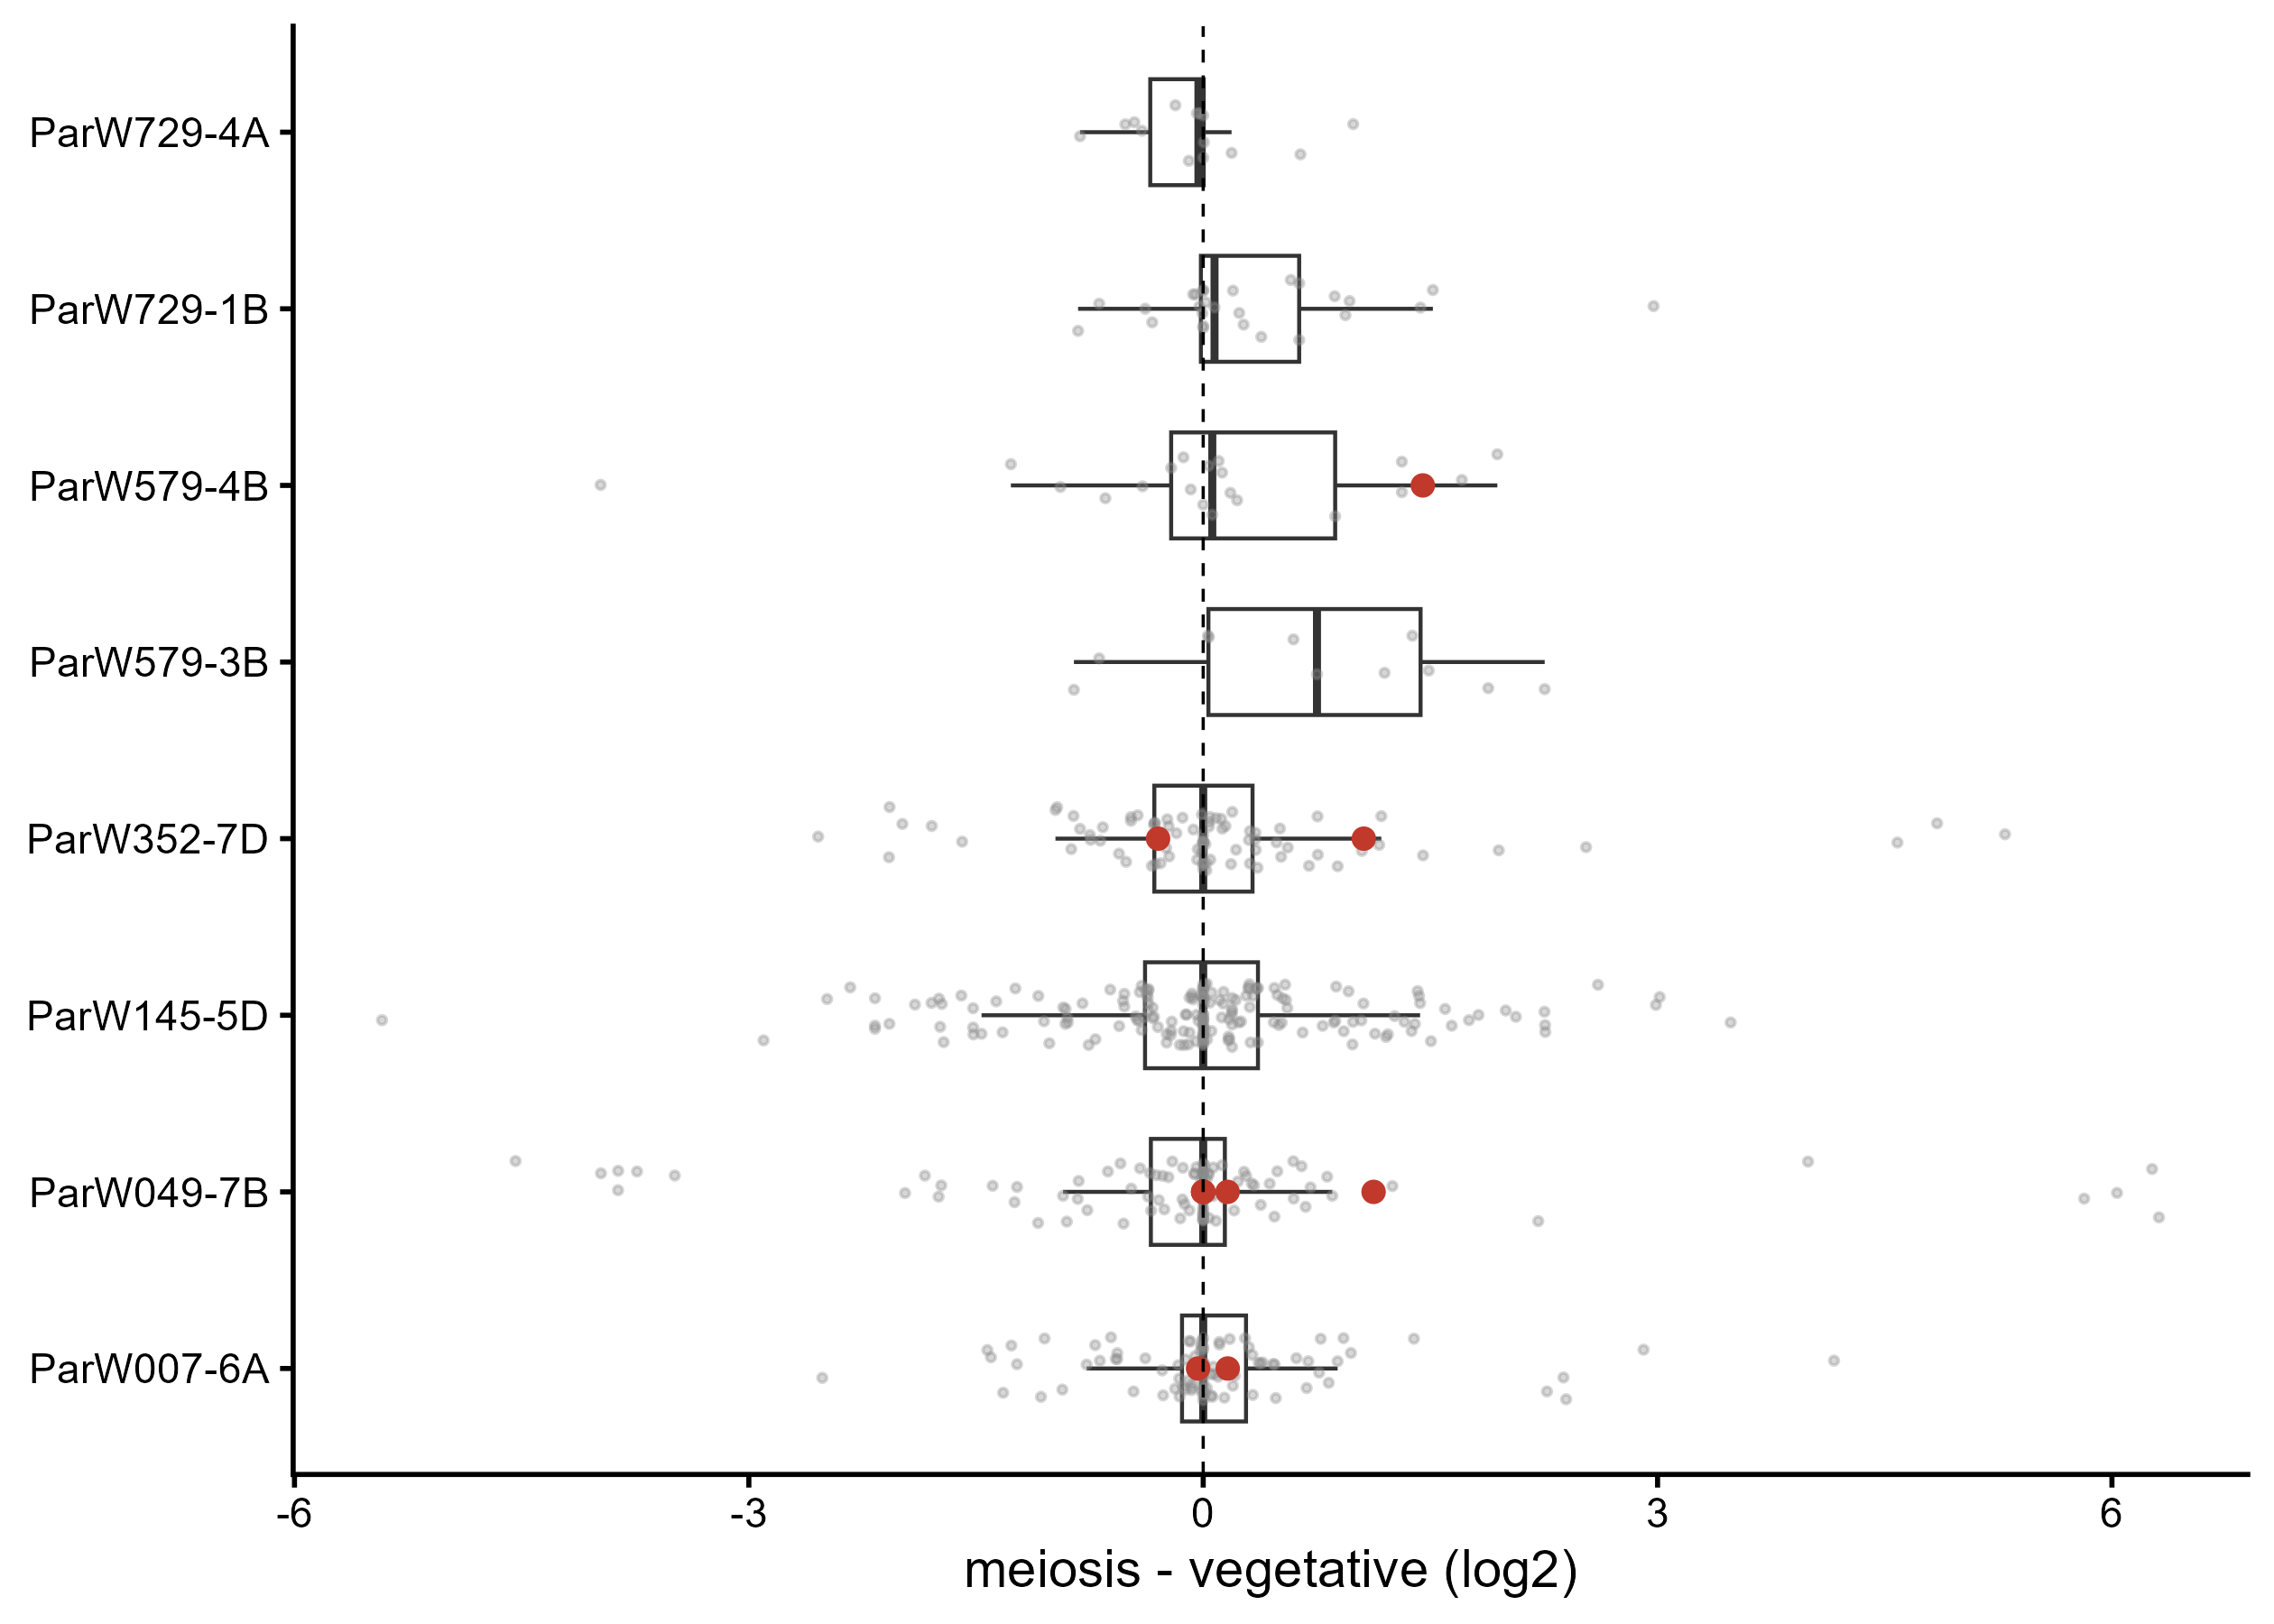 ParW729-4A
ParW729-1B
ParW579-4B
ParW579-3B
ParW352-7D
ParW145-5D
ParW049-7B
ParW007-6A
-6 -3 0 3 6
meiosis - vegetative (log2)